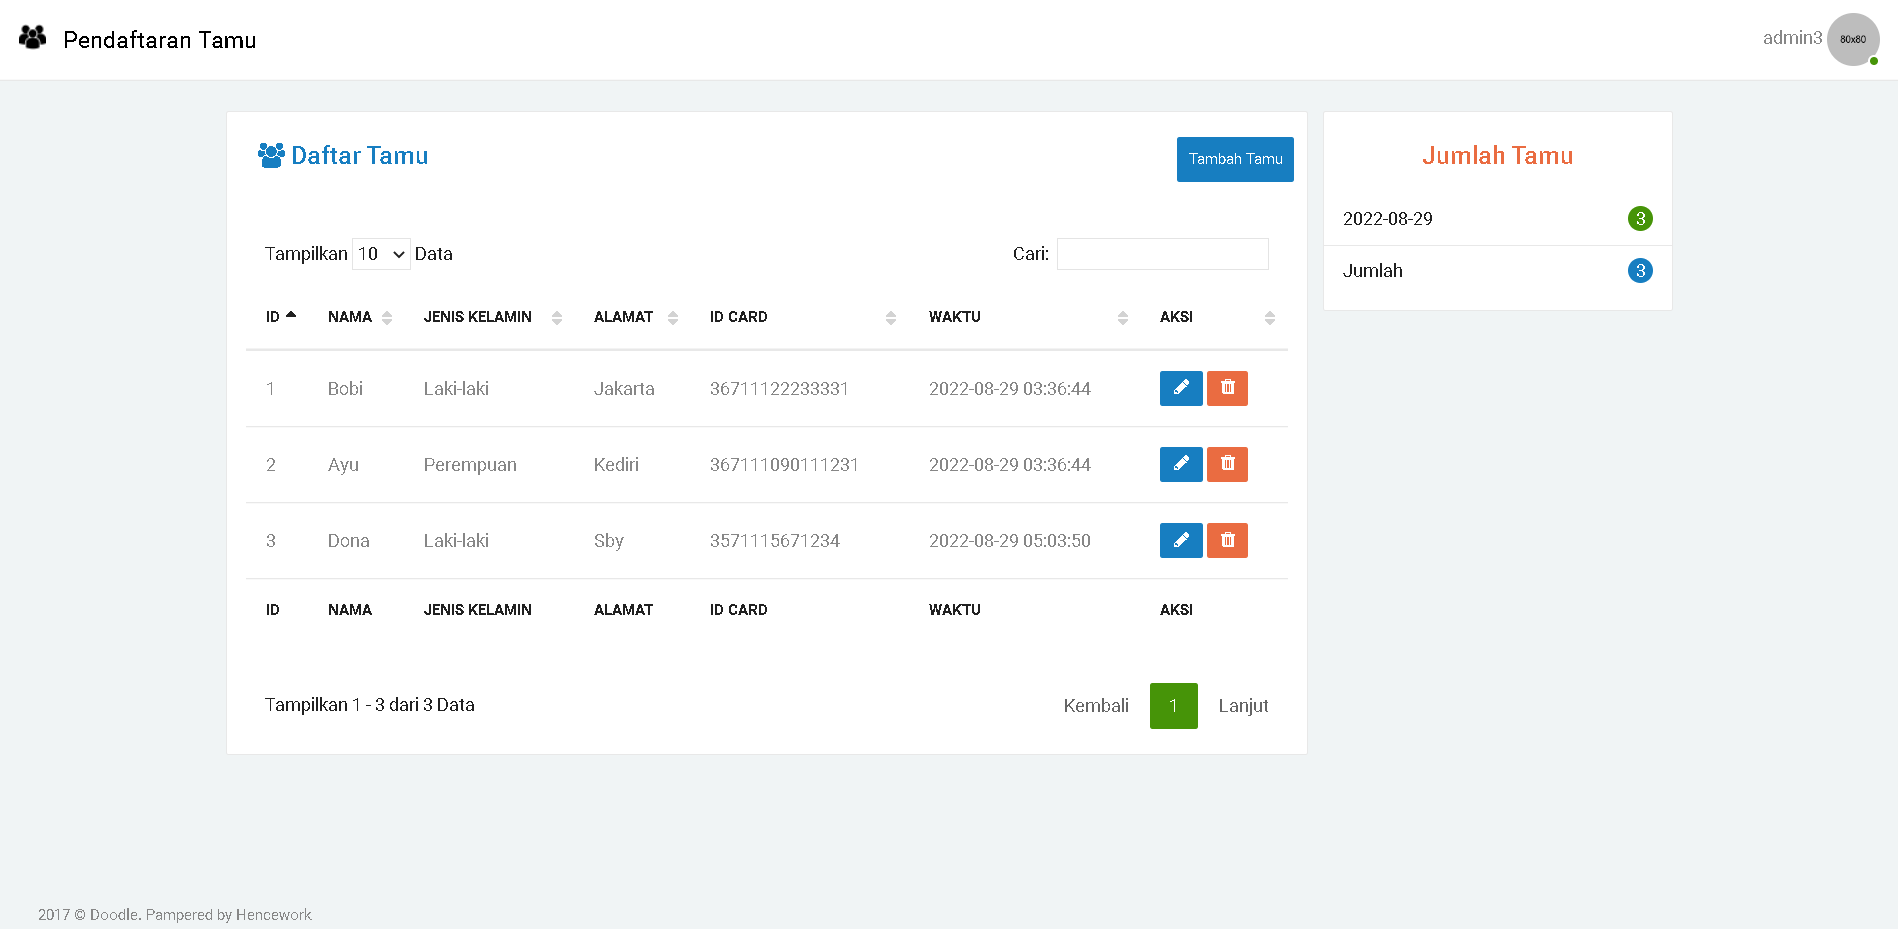 Pendaftaran Tamu
admin3
80x80
Daftar Tamu
Tambah Tamu
Tampilkan 10 Data
Cari:
ID NAMA JENIS KELAMIN ALAMAT ID CARD WAKTU AKSI
1 Bobi Laki-laki Jakarta 36711122233331 2022-08-29 03:36:44
2 Ayu Perempuan Kediri 367111090111231 2022-08-29 03:36:44
3 Dona Laki-laki Sby 3571115671234 2022-08-29 05:03:50
ID NAMA JENIS KELAMIN ALAMAT ID CARD WAKTU AKSI
Tampilkan 1 - 3 dari 3 Data
Kembali 1 Lanjut
Jumlah Tamu
2022-08-29 3
Jumlah 3
2017 © Doodle. Pampered by Hencework